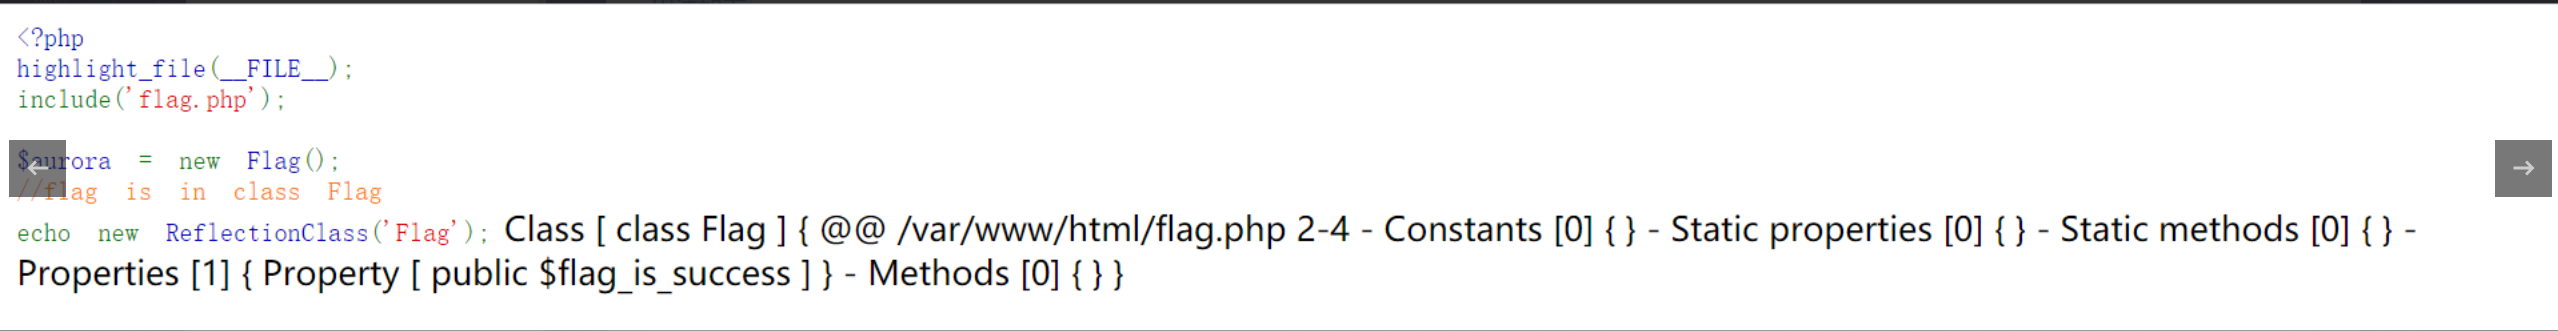 <?php
highlight_file(__FILE__);
include('flag.php');
$aurora = new Flag();
//flag is in class Flag
echo new ReflectionClass('Flag'); Class [ class Flag ] { @@ /var/www/html/flag.php 2-4 - Constants [0] { } - Static properties [0] { } - Static methods [0] { } -
Properties [1] { Property [ public $flag_is_success ] } - Methods [0] { } }